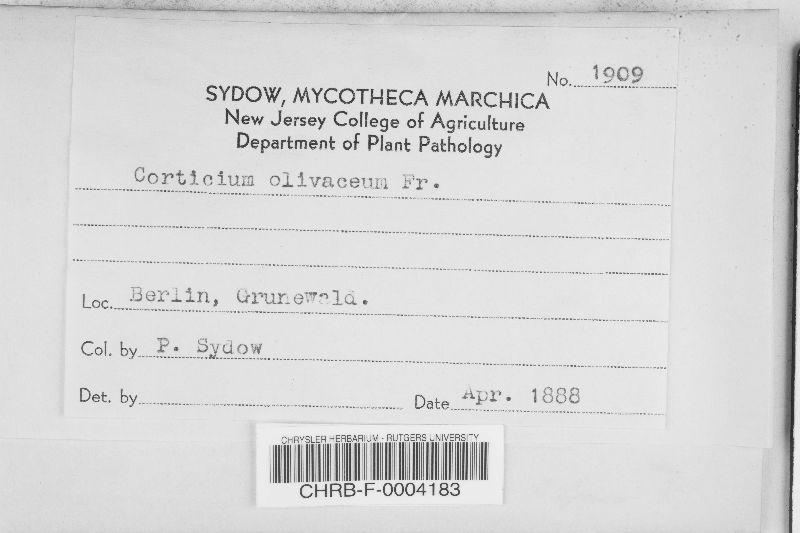 No. 1909
SYDOW, MYCOTHECA MARCHICA
New Jersey College of Agriculture
Department of Plant Pathology
Corticium olivaceum Fr.
Loc. Berlin, Grunewald.
Col. by P. Sydow
Det. by
Date Apr. 1888
CHRYSLER HERBARIUM - RUTGERS UNIVERSITY
CHRB-F-0004183